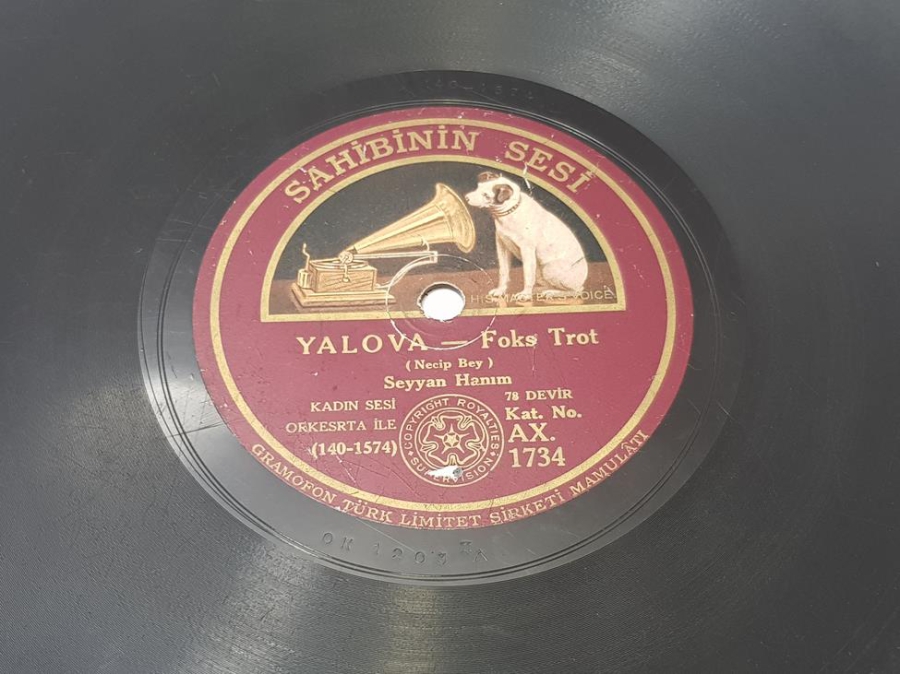 SAHİBİNİN SESİ
HIS MASTER'S VOICE
YALOVA — Foks Trot
(Necip Bey)
Seyyan Hanım
KADIN SESİ
ORKESRTA İLE
(140-1574)
COPYRIGHT ROYALTIES
SUPERVISION
78 DEVİR
Kat. No.
AX.
1734
GRAMOFON TÜRK LİMİTET ŞİRKETİ MAMULÂTI